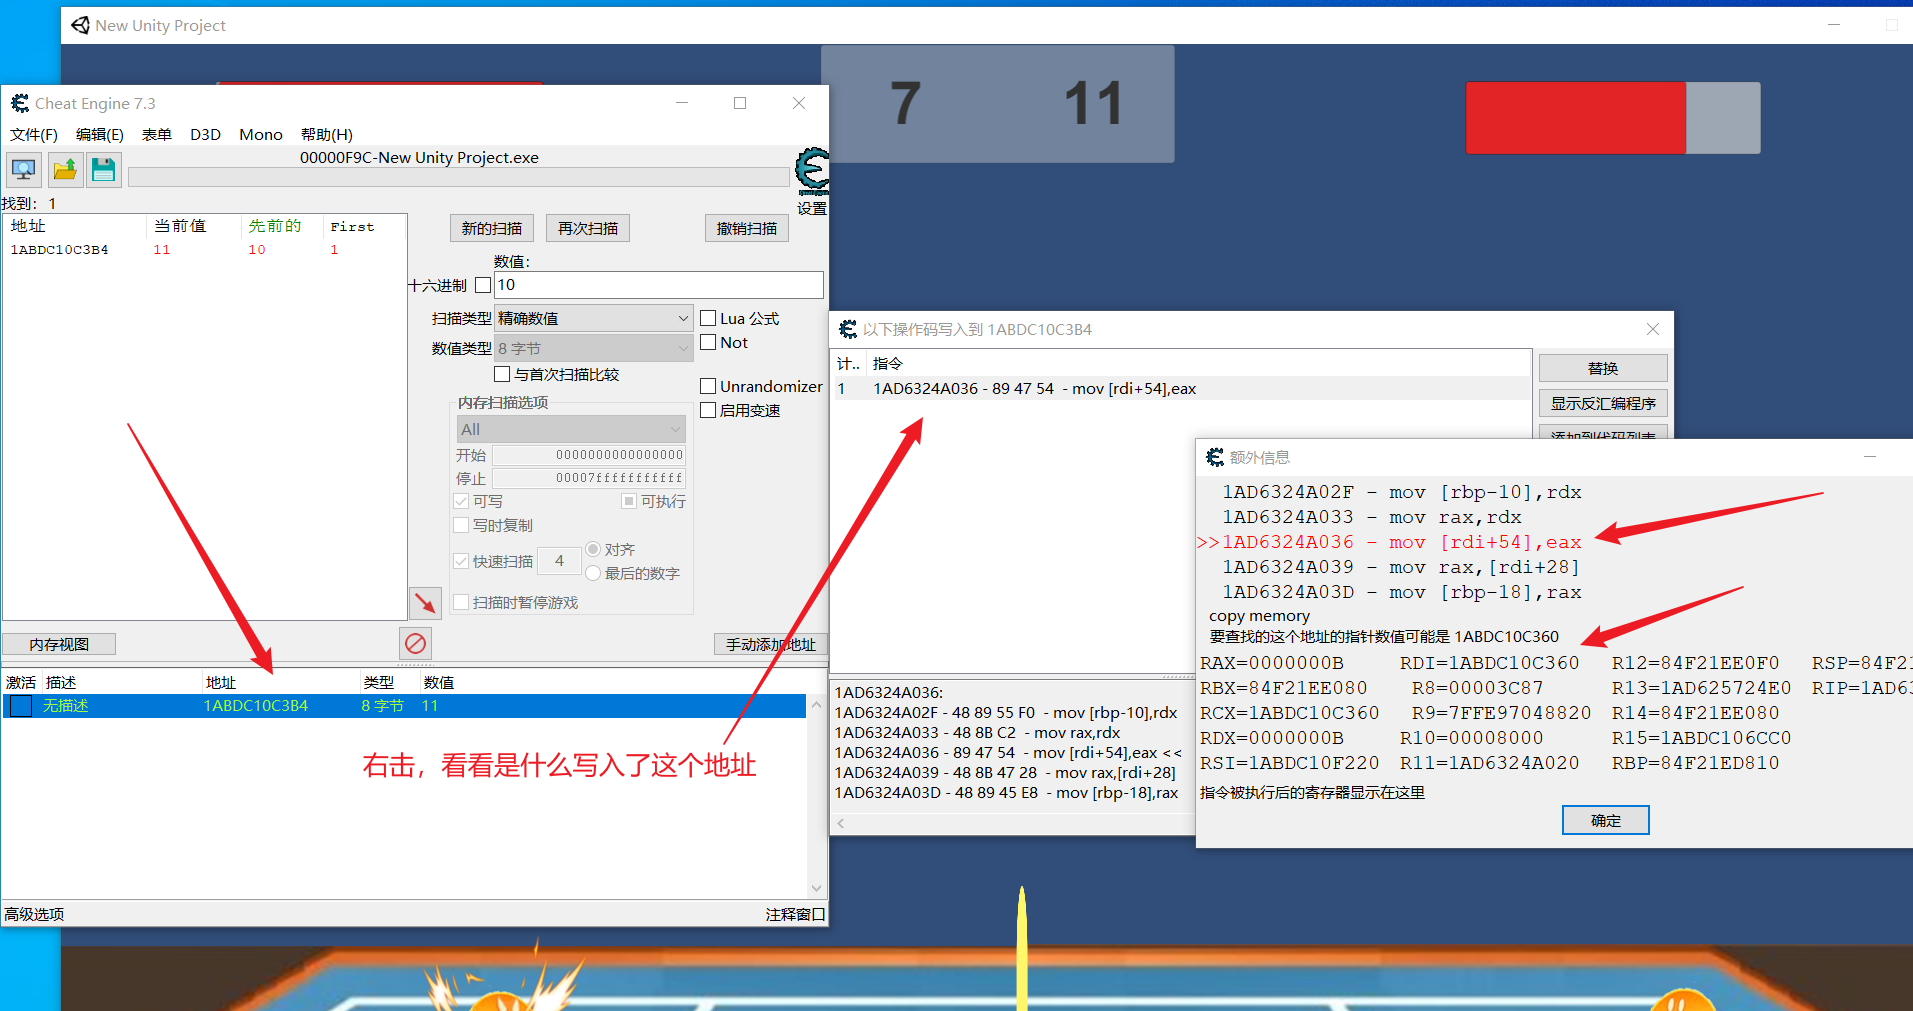 New Unity Project
7 11
Cheat Engine 7.3
文件(F) 编辑(E) 表单 D3D Mono 帮助(H)
00000F9C-New Unity Project.exe
设置
找到: 1
地址 当前值 先前的 First
1ABDC10C3B4 11 10 1
新的扫描 再次扫描 撤销扫描
数值:
十六进制 10
扫描类型 精确数值
Lua 公式
数值类型 8 字节
Not
与首次扫描比较
Unrandomizer
启用变速
内存扫描选项
All
开始 0000000000000000
停止 00007fffffffffff
可写 可执行
写时复制
快速扫描 4 对齐
最后的数字
扫描时暂停游戏
内存视图 手动添加地址
激活 描述 地址 类型 数值
无描述 1ABDC10C3B4 8 字节 11
右击，看看是什么写入了这个地址
高级选项 注释窗口
以下操作码写入到 1ABDC10C3B4
计.. 指令
1 1AD6324A036 - 89 47 54 - mov [rdi+54],eax
替换
显示反汇编程序
添加到代码列表
1AD6324A036:
1AD6324A02F - 48 89 55 F0 - mov [rbp-10],rdx
1AD6324A033 - 48 8B C2 - mov rax,rdx
1AD6324A036 - 89 47 54 - mov [rdi+54],eax <<
1AD6324A039 - 48 8B 47 28 - mov rax,[rdi+28]
1AD6324A03D - 48 89 45 E8 - mov [rbp-18],rax
额外信息
1AD6324A02F - mov [rbp-10],rdx
1AD6324A033 - mov rax,rdx
>>1AD6324A036 - mov [rdi+54],eax
1AD6324A039 - mov rax,[rdi+28]
1AD6324A03D - mov [rbp-18],rax
copy memory
要查找的这个地址的指针数值可能是 1ABDC10C360
RAX=0000000B RDI=1ABDC10C360 R12=84F21EE0F0 RSP=84F21
RBX=84F21EE080 R8=00003C87 R13=1AD625724E0 RIP=1AD63
RCX=1ABDC10C360 R9=7FFE97048820 R14=84F21EE080
RDX=0000000B R10=00008000 R15=1ABDC106CC0
RSI=1ABDC10F220 R11=1AD6324A020 RBP=84F21ED810
指令被执行后的寄存器显示在这里
确定